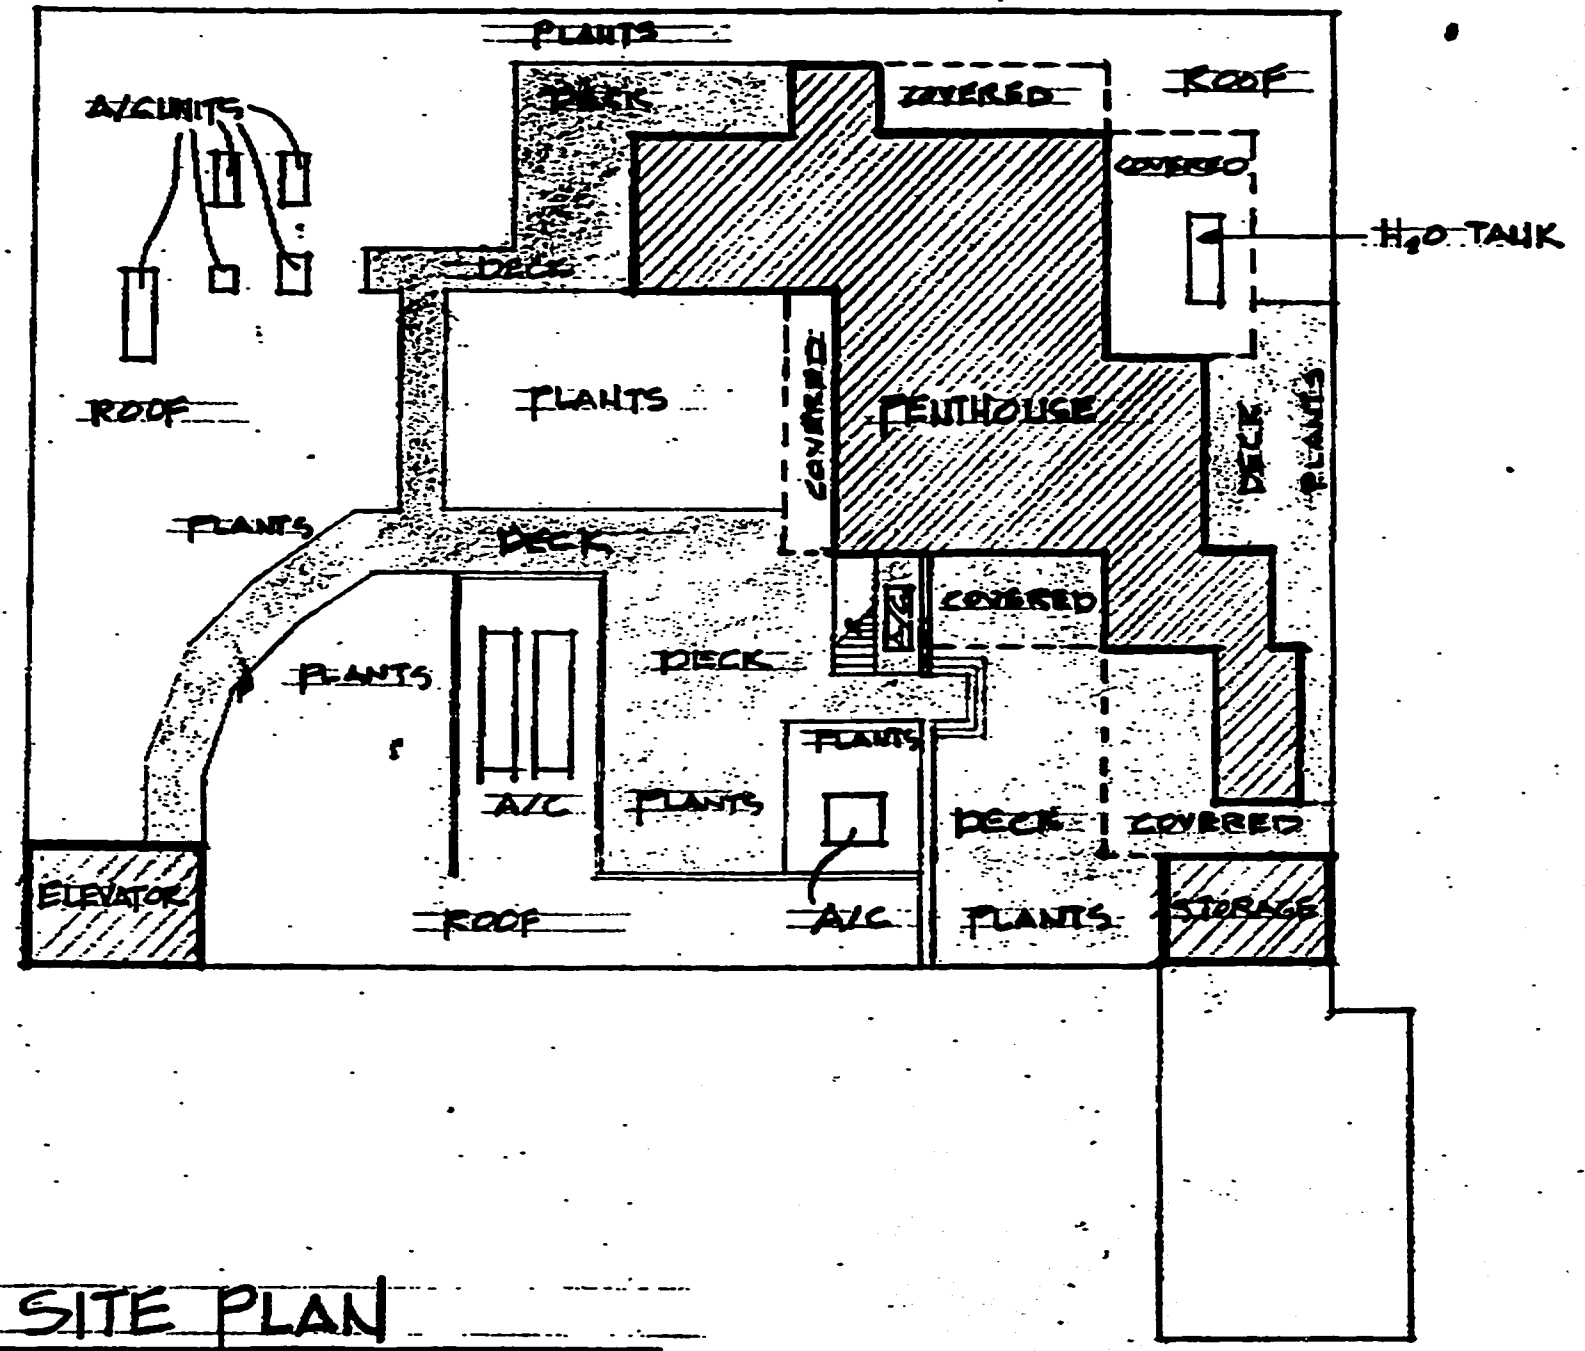 PLANTS
DECK
COVERED
ROOF
A/C UNITS
COVERED
H₂O TANK
DECK
COVERED
PLANTS
PENTHOUSE
DECK
PLANTS
ROOF
PLANTS
DECK
A/C
COVERED
DECK
PLANTS
PLANTS
A/C
PLANTS
DECK
COVERED
ELEVATOR
ROOF
A/C
PLANTS
STORAGE
SITE PLAN